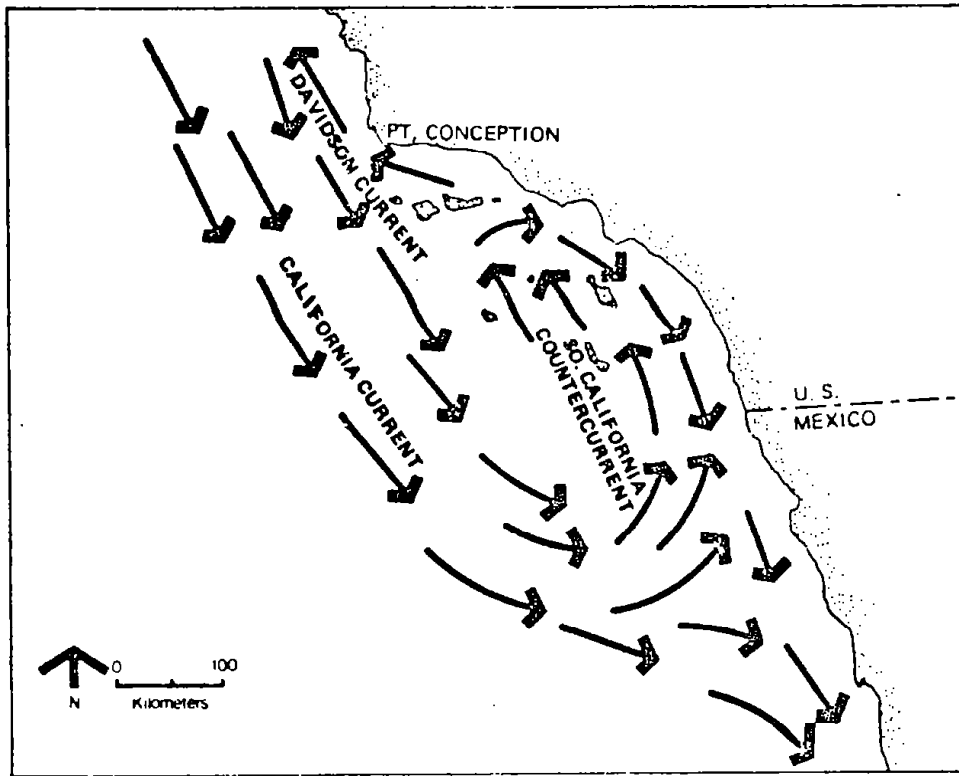 DAVIDSON CURRENT
PT, CONCEPTION
CALIFORNIA CURRENT
SO. CALIFORNIA
COUNTERCURRENT
U. S.
MEXICO
0 100
N Kilometers